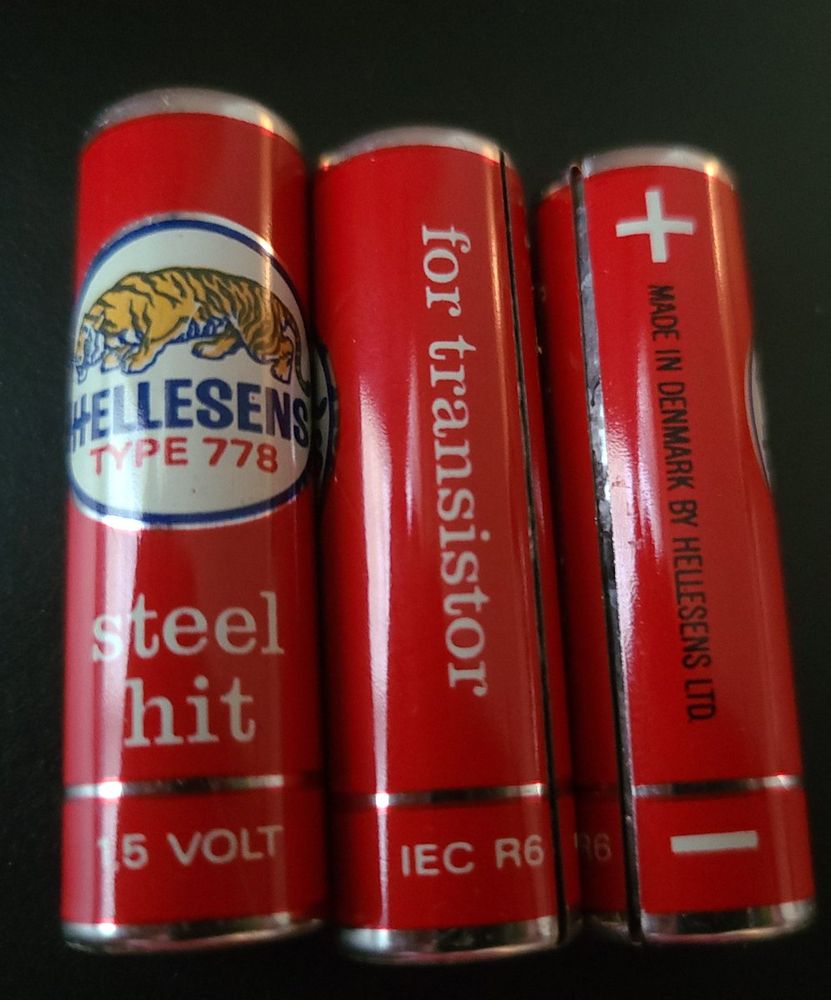 HELLESENS
TYPE 778
steel
hit
1,5 VOLT
for transistor
IEC R6
R6
+
MADE IN DENMARK BY HELLESENS LTD
−